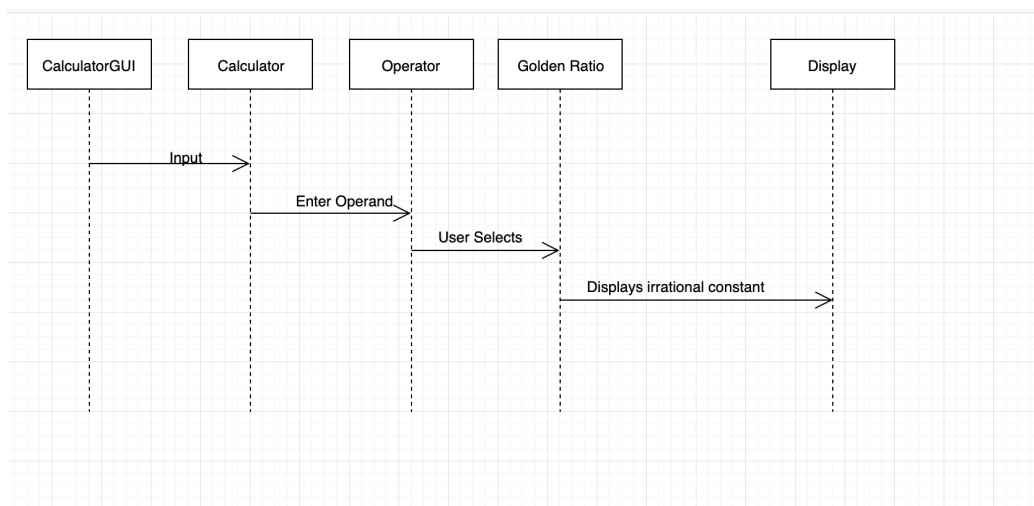 CalculatorGUI
Calculator
Operator
Golden Ratio
Display
Input
Enter Operand
User Selects
Displays irrational constant